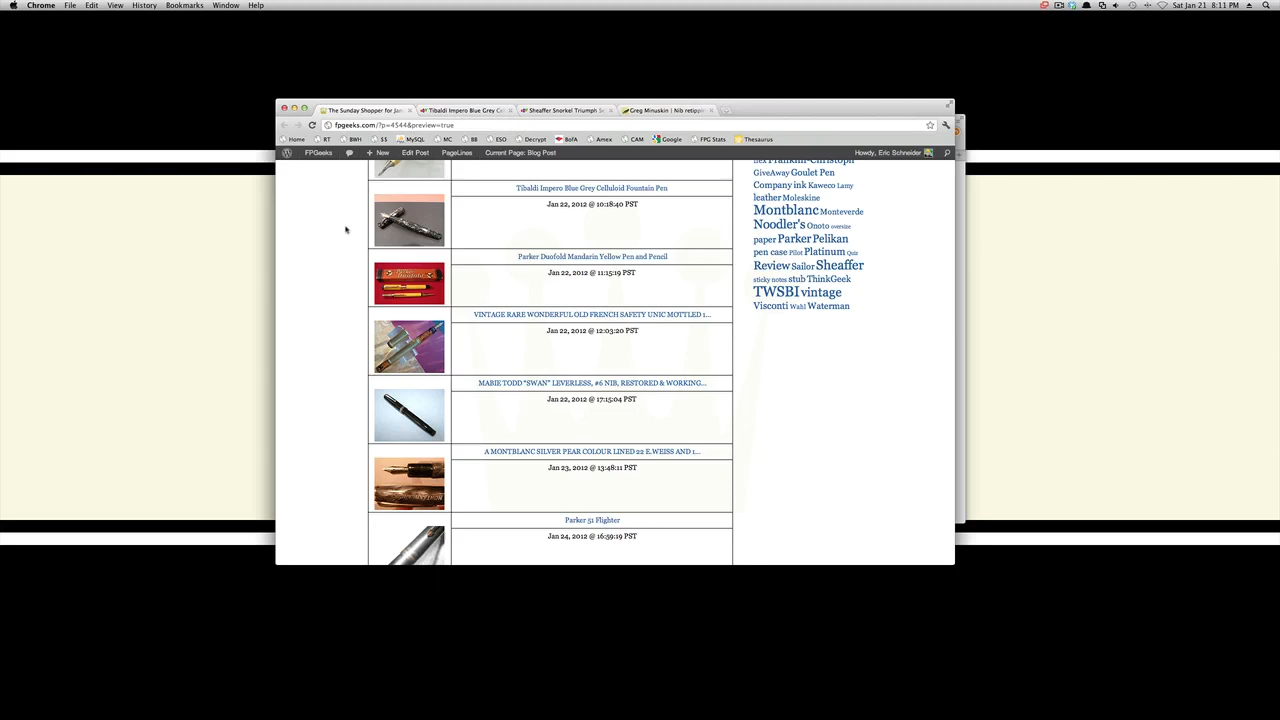 Chrome File Edit View History Bookmarks Window Help Sat Jan 21 8:11 PM
The Sunday Shopper for Jan Tibaldi Impero Blue Grey Cel Sheaffer Snorkel Triumph S Greg Minuskin | Nib retippi
fpgeeks.com/?p=4544&preview=true
Home RT BWH $$ MySQL MC BB ESO Decrypt BofA Amex CAM Google FPG Stats Thesaurus
FPGeeks + New Edit Post PageLines Current Page: Blog Post Howdy, Eric Schneider
Tibaldi Impero Blue Grey Celluloid Fountain Pen
Jan 22, 2012 @ 10:18:40 PST
Parker Duofold Mandarin Yellow Pen and Pencil
Jan 22, 2012 @ 11:15:19 PST
VINTAGE RARE WONDERFUL OLD FRENCH SAFETY UNIC MOTTLED 1...
Jan 22, 2012 @ 12:03:20 PST
MABIE TODD “SWAN” LEVERLESS, #6 NIB, RESTORED & WORKING...
Jan 22, 2012 @ 17:15:04 PST
A MONTBLANC SILVER PEAR COLOUR LINED 22 E.WEISS AND 1...
Jan 23, 2012 @ 13:48:11 PST
Parker 51 Flighter
Jan 24, 2012 @ 16:59:19 PST
flex Franklin-Christoph
GiveAway Goulet Pen
Company ink Kaweco Lamy
leather Moleskine
Montblanc Monteverde
Noodler's Onoto oversize
paper Parker Pelikan
pen case Pilot Platinum Quiz
Review Sailor Sheaffer
sticky notes stub ThinkGeek
TWSBI vintage
Visconti Wahl Waterman